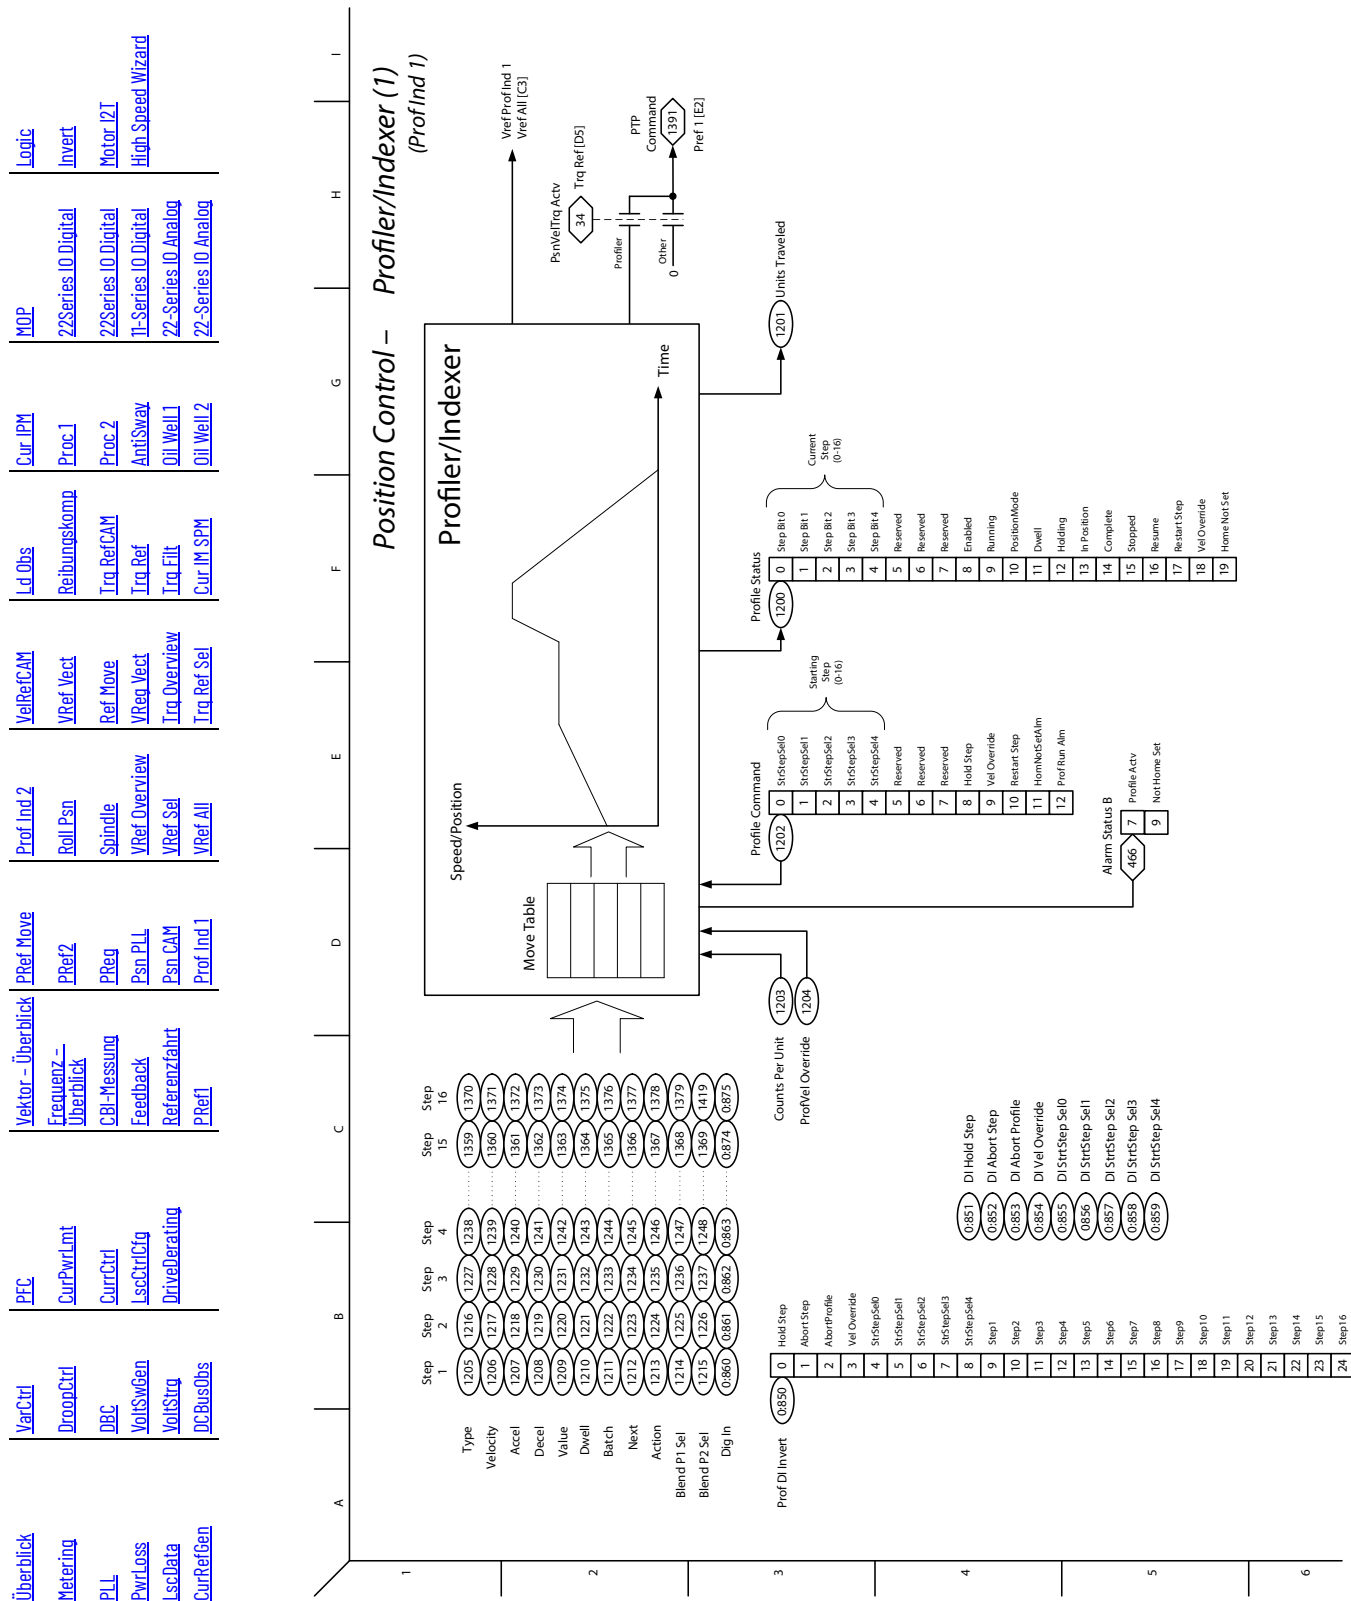 Überblick
Metering
PLL
PwrLoss
LscData
CurRefGen
VarCtrl
DroopCtrl
DBC
VoltSwGen
VoltStrg
DCBusObs
PFC
CurPwrLmt
CurrCtrl
LscCtrlCfg
DriveDerating
Vektor – Überblick
Frequenz –
Überblick
CBI-Messung
Feedback
Referenzfahrt
PRef1
PRef Move
PRef2
PReg
Psn PLL
Psn CAM
Prof Ind 1
Prof Ind 2
Roll Psn
Spindle
VRef Overview
VRef Sel
VRef All
VelRefCAM
VRef Vect
Ref Move
VReg Vect
Trq Overview
Trq Ref Sel
Ld Obs
Reibungskomp
Trq RefCAM
Trq Ref
Trq Filt
Cur IM SPM
Cur IPM
Proc 1
Proc 2
AntiSway
Oil Well 1
Oil Well 2
MOP
22Series IO Digital
22Series IO Digital
11-Series IO Digital
22-Series IO Analog
22-Series IO Analog
Logic
Invert
Motor I2T
High Speed Wizard
A B C D E F G H I
1
2
3
4
5
6
Position Control – Profiler/Indexer (1)
(Prof Ind 1)
Profiler/Indexer
Speed/Position
Time
Move Table
Vref Prof Ind 1
Vref All [C3]
PsnVelTrq Actv
34
Trq Ref [D5]
Profiler
Other
0
PTP
Command
1391
Pref 1 [E2]
Step Step Step Step Step Step
1 2 3 4 15 16
Type 1205 1216 1227 1238 1359 1370
Velocity 1206 1217 1228 1239 1360 1371
Accel 1207 1218 1229 1240 1361 1372
Decel 1208 1219 1230 1241 1362 1373
Value 1209 1220 1231 1242 1363 1374
Dwell 1210 1221 1232 1243 1364 1375
Batch 1211 1222 1233 1244 1365 1376
Next 1212 1223 1234 1245 1366 1377
Action 1213 1224 1235 1246 1367 1378
Blend P1 Sel 1214 1225 1236 1247 1368 1379
Blend P2 Sel 1215 1226 1237 1248 1369 1419
Dig In 0:860 0:861 0:862 0:863 0:874 0:875
Counts Per Unit 1203
ProfVel Override 1204
Profile Command
1202
0 StrStepSel0
1 StrStepSel1
2 StrStepSel2
3 StrStepSel3
4 StrStepSel4
5 Reserved
6 Reserved
7 Reserved
8 Hold Step
9 Vel Override
10 Restart Step
11 HomNotSetAlm
12 Prof Run Alm
Starting
Step
(0-16)
Profile Status
1200
0 Step Bit 0
1 Step Bit 1
2 Step Bit 2
3 Step Bit 3
4 Step Bit 4
5 Reserved
6 Reserved
7 Reserved
8 Enabled
9 Running
10 PositionMode
11 Dwell
12 Holding
13 In Position
14 Complete
15 Stopped
16 Resume
17 Restart Step
18 Vel Override
19 Home Not Set
Current
Step
(0-16)
1201 Units Traveled
Alarm Status B
466
7 Profile Actv
9 Not Home Set
Prof DI Invert
0:850
0 Hold Step
1 Abort Step
2 AbortProfile
3 Vel Override
4 StrStepSel0
5 StrStepSel1
6 StrStepSel2
7 StrStepSel3
8 StrStepSel4
9 Step1
10 Step2
11 Step3
12 Step4
13 Step5
14 Step6
15 Step7
16 Step8
17 Step9
18 Step10
19 Step11
20 Step12
21 Step13
22 Step14
23 Step15
24 Step16
0:851 DI Hold Step
0:852 DI Abort Step
0:853 DI Abort Profile
0:854 DI Vel Override
0:855 DI StrtStep Sel0
0856 DI StrtStep Sel1
0:857 DI StrtStep Sel2
0:858 DI StrtStep Sel3
0:859 DI StrtStep Sel4